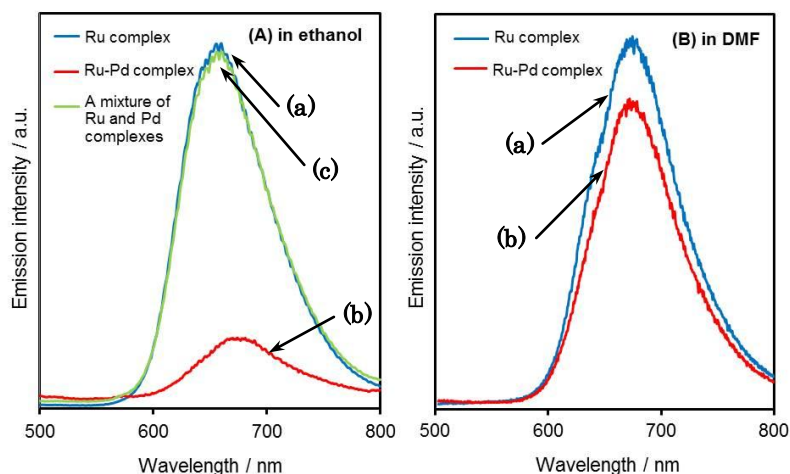 Ru complex
(A) in ethanol
Ru-Pd complex
A mixture of
Ru and Pd
complexes
(a)
(c)
(b)
Emission intensity / a.u.
500
600
700
800
Wavelength / nm
Ru complex
(B) in DMF
Ru-Pd complex
(a)
(b)
Emission intensity / a.u.
500
600
700
800
Wavelength / nm